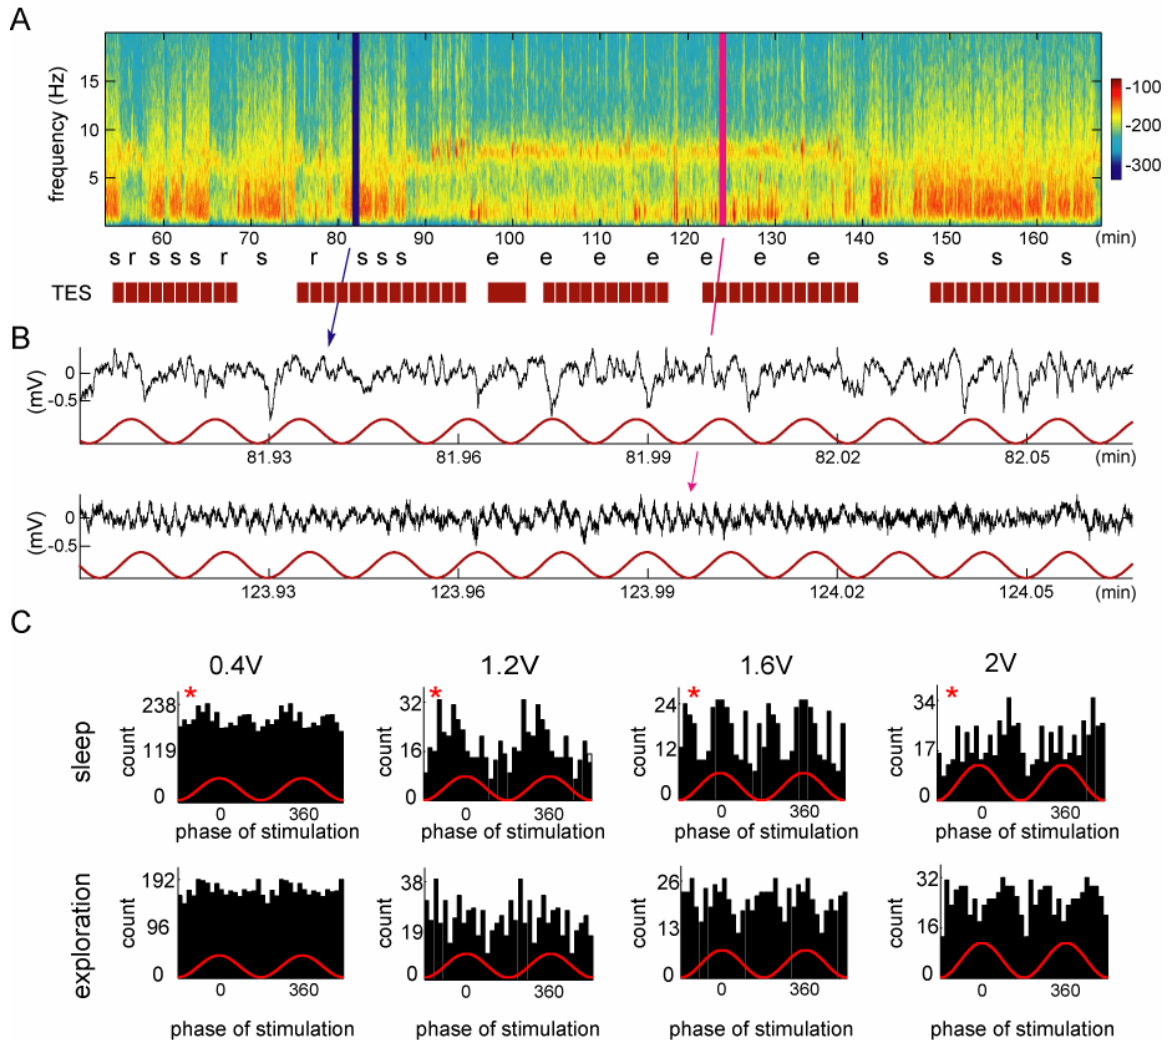 A
frequency (Hz)
15
10
5
-100
-200
-300
60 70 80 90 100 110 120 130 140 150 160 (min)
s r s s s r s r s s s e e e e e e e s s s s
TES
B
(mV)
0
-0.5
81.93 81.96 81.99 82.02 82.05 (min)
(mV)
0
-0.5
123.93 123.96 123.99 124.02 124.05 (min)
C
0.4V 1.2V 1.6V 2V
sleep
* * * *
count 238 119 0
count 32 16 0
count 24 12 0
count 34 17 0
0 360 0 360 0 360 0 360
phase of stimulation phase of stimulation phase of stimulation phase of stimulation
exploration
count 192 96 0
count 38 19 0
count 26 13 0
count 32 16 0
0 360 0 360 0 360 0 360
phase of stimulation phase of stimulation phase of stimulation phase of stimulation